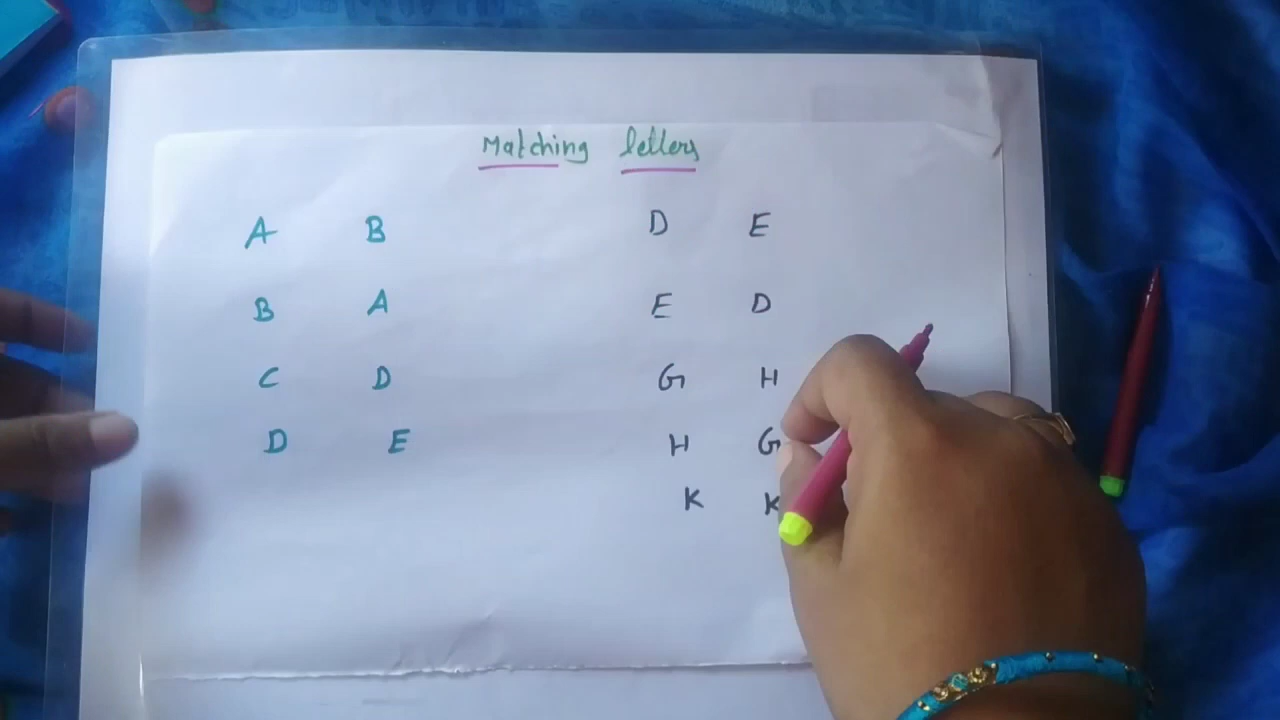 Matching letters
A B D E
B A E D
C D G H
D E H G
K K